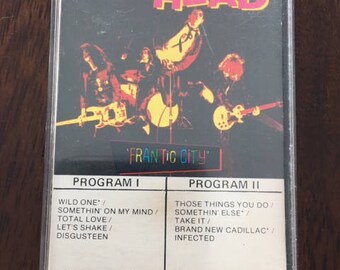 HEAD
"FRANTIC CITY"
PROGRAM I
WILD ONE* /
SOMETHIN' ON MY MIND /
TOTAL LOVE /
LET'S SHAKE /
DISGUSTEEN
PROGRAM II
THOSE THINGS YOU DO /
SOMETHIN' ELSE* /
TAKE IT /
BRAND NEW CADILLAC* /
INFECTED